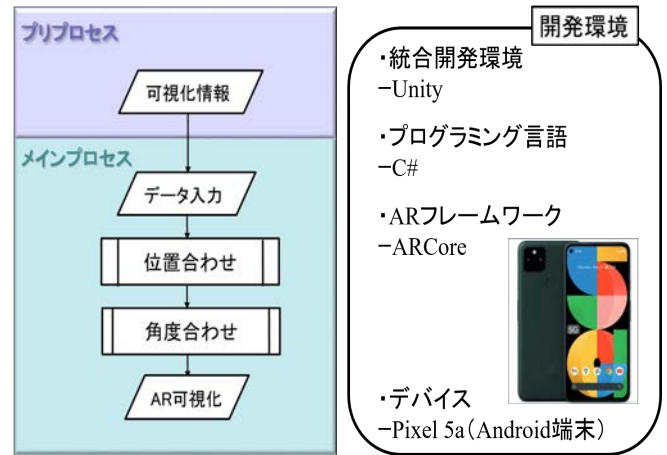 プリプロセス
可視化情報
メインプロセス
データ入力
位置合わせ
角度合わせ
AR可視化
開発環境
・統合開発環境
−Unity
・プログラミング言語
−C#
・ARフレームワーク
−ARCore
5G
・デバイス
−Pixel 5a(Android端末)